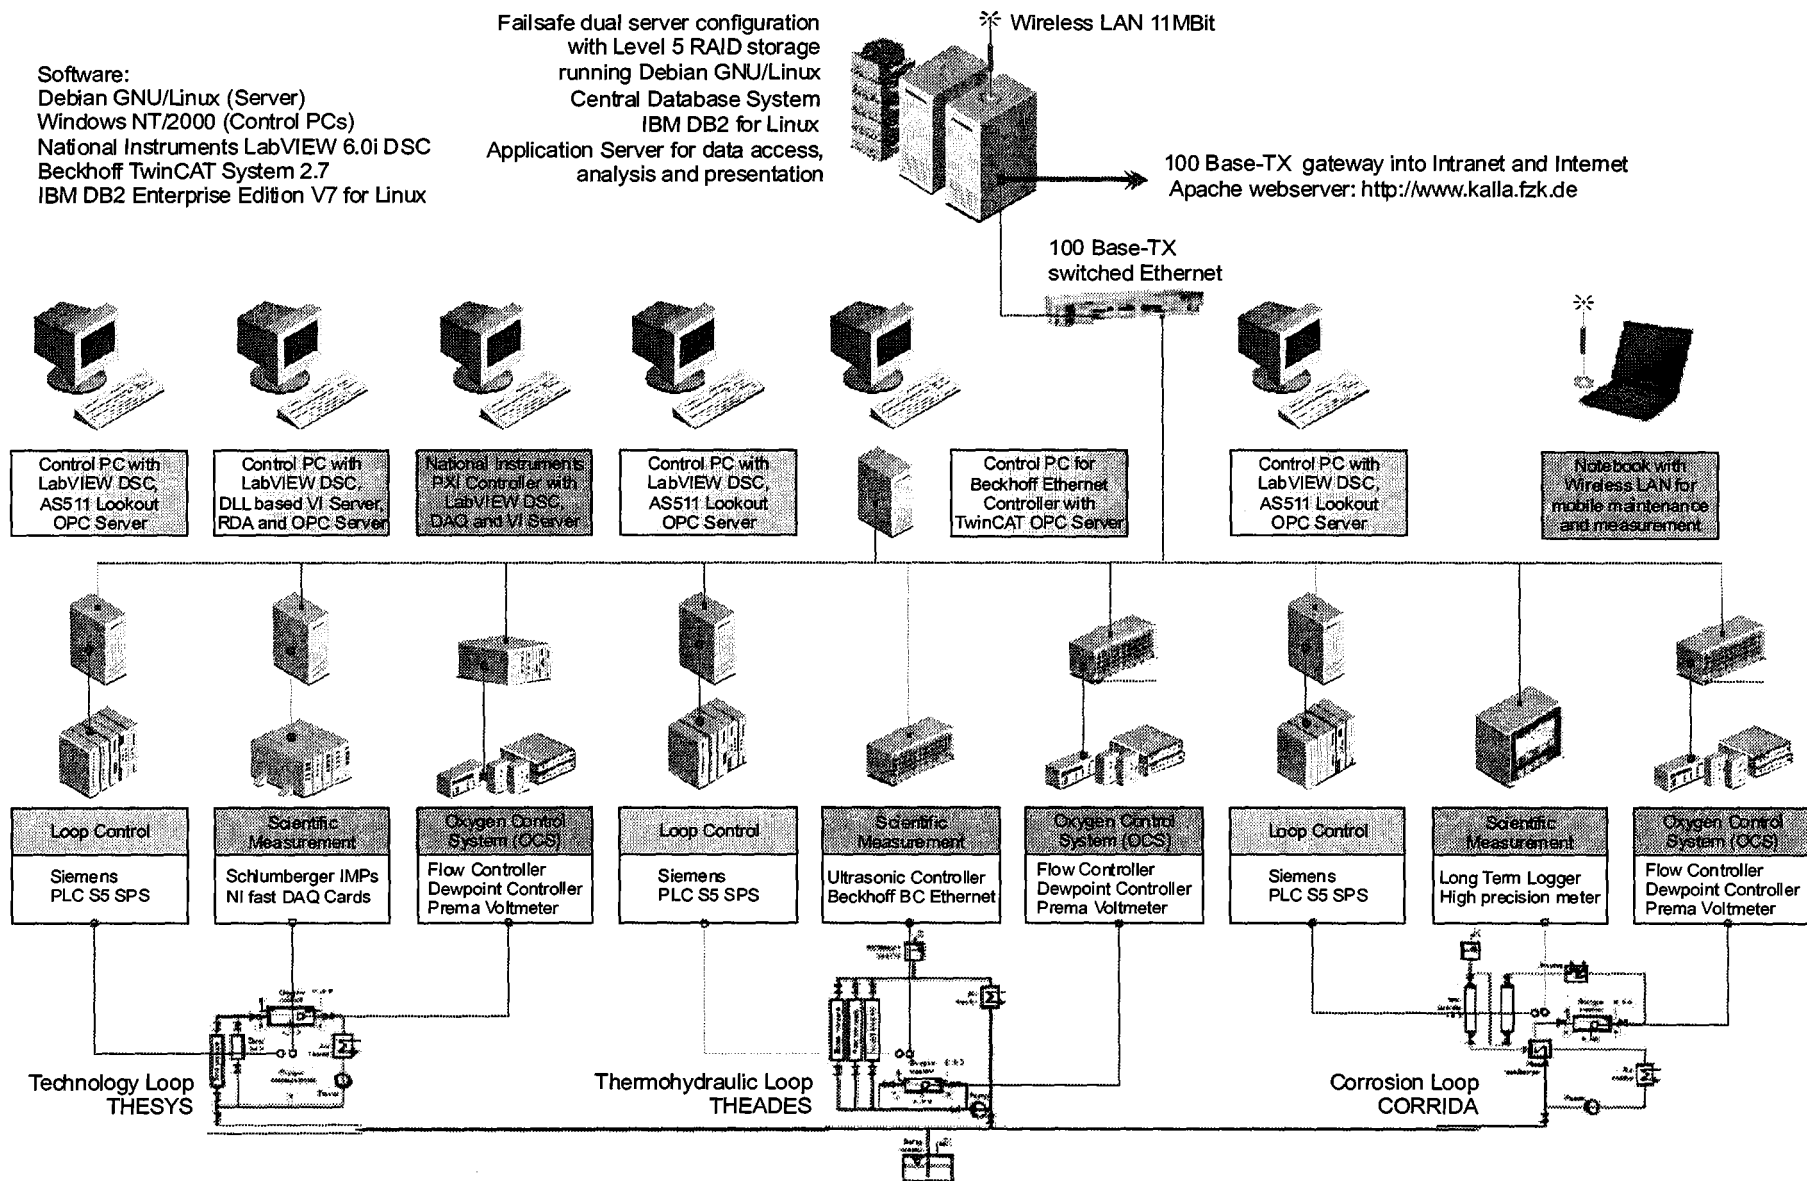 Software:
Debian GNU/Linux (Server)
Windows NT/2000 (Control PCs)
National Instruments LabVIEW 6.0i DSC
Beckhoff TwinCAT System 2.7
IBM DB2 Enterprise Edition V7 for Linux
Failsafe dual server configuration
with Level 5 RAID storage
running Debian GNU/Linux
Central Database System
IBM DB2 for Linux
Application Server for data access,
analysis and presentation
Wireless LAN 11MBit
100 Base-TX gateway into Intranet and Internet
Apache webserver: http://www.kalla.fzk.de
100 Base-TX
switched Ethernet
Control PC with
LabVIEW DSC,
AS511 Lookout
OPC Server
Control PC with
LabVIEW DSC,
DLL based VI Server,
RDA and OPC Server
National Instruments
PXI Controller with
LabVIEW DSC,
DAQ and VI Server
Control PC with
LabVIEW DSC,
AS511 Lookout
OPC Server
Control PC for
Beckhoff Ethernet
Controller with
TwinCAT OPC Server
Control PC with
LabVIEW DSC,
AS511 Lookout
OPC Server
Notebook with
Wireless LAN for
mobile maintenance
and measurement
Loop Control
Siemens
PLC S5 SPS
Scientific
Measurement
Schlumberger IMPs
NI fast DAQ Cards
Oxygen Control
System (OCS)
Flow Controller
Dewpoint Controller
Prema Voltmeter
Loop Control
Siemens
PLC S5 SPS
Scientific
Measurement
Ultrasonic Controller
Beckhoff BC Ethernet
Oxygen Control
System (OCS)
Flow Controller
Dewpoint Controller
Prema Voltmeter
Loop Control
Siemens
PLC S5 SPS
Scientific
Measurement
Long Term Logger
High precision meter
Oxygen Control
System (OCS)
Flow Controller
Dewpoint Controller
Prema Voltmeter
Technology Loop
THESYS
Thermohydraulic Loop
THEADES
Corrosion Loop
CORRIDA